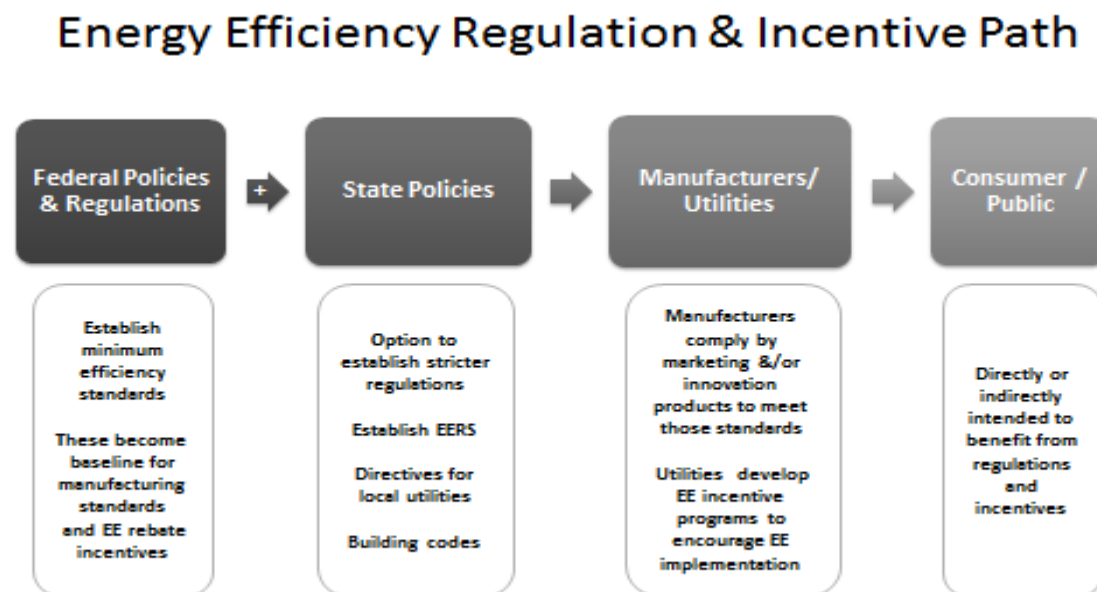 Energy Efficiency Regulation & Incentive Path
Federal Policies
& Regulations
+
State Policies
Manufacturers/
Utilities
Consumer /
Public
Establish
minimum
efficiency
standards
These become
baseline for
manufacturing
standards
and EE rebate
incentives
Option to
establish stricter
regulations
Establish EERS
Directives for
local utilities
Building codes
Manufacturers
comply by
marketing &/or
innovation
products to meet
those standards
Utilities develop
EE incentive
programs to
encourage EE
implementation
Directly or
indirectly
intended to
benefit from
regulations
and
incentives